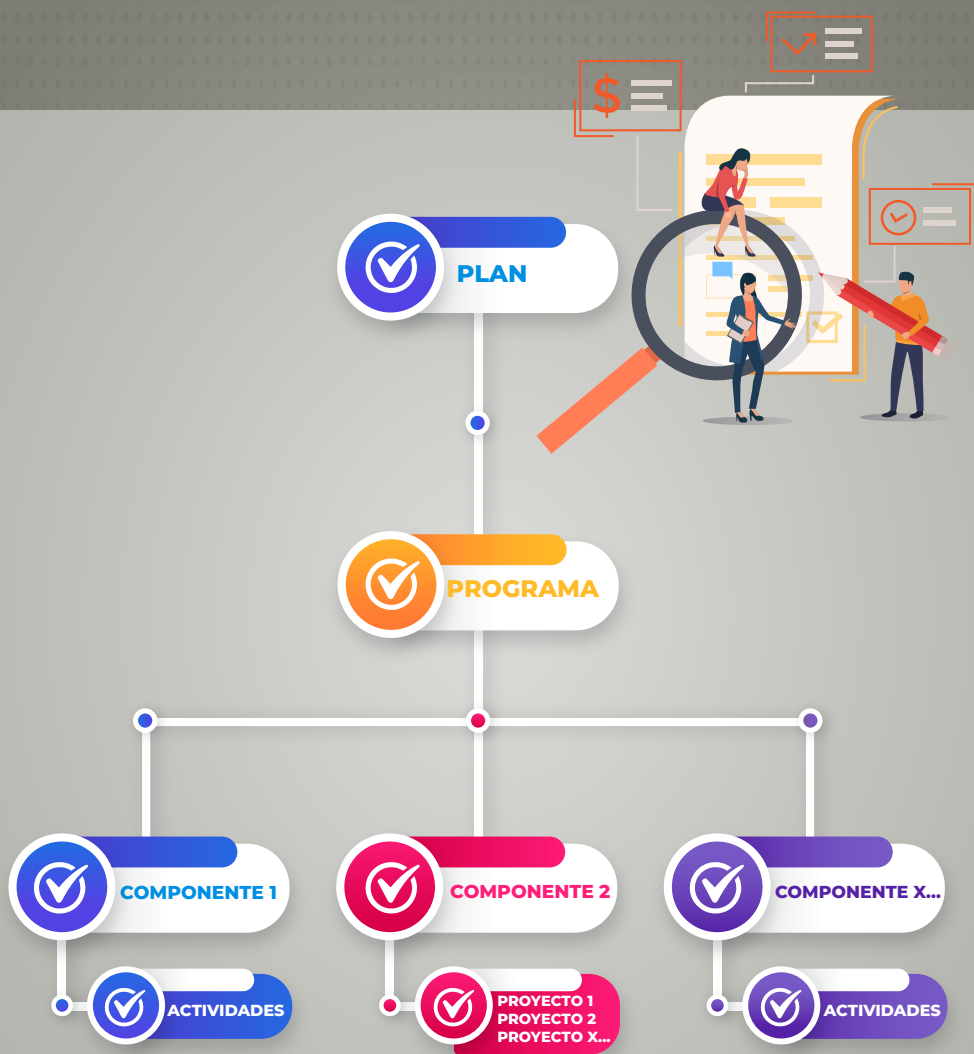 $
PLAN
PROGRAMA
COMPONENTE 1
COMPONENTE 2
COMPONENTE X...
ACTIVIDADES
PROYECTO 1
PROYECTO 2
PROYECTO X...
ACTIVIDADES